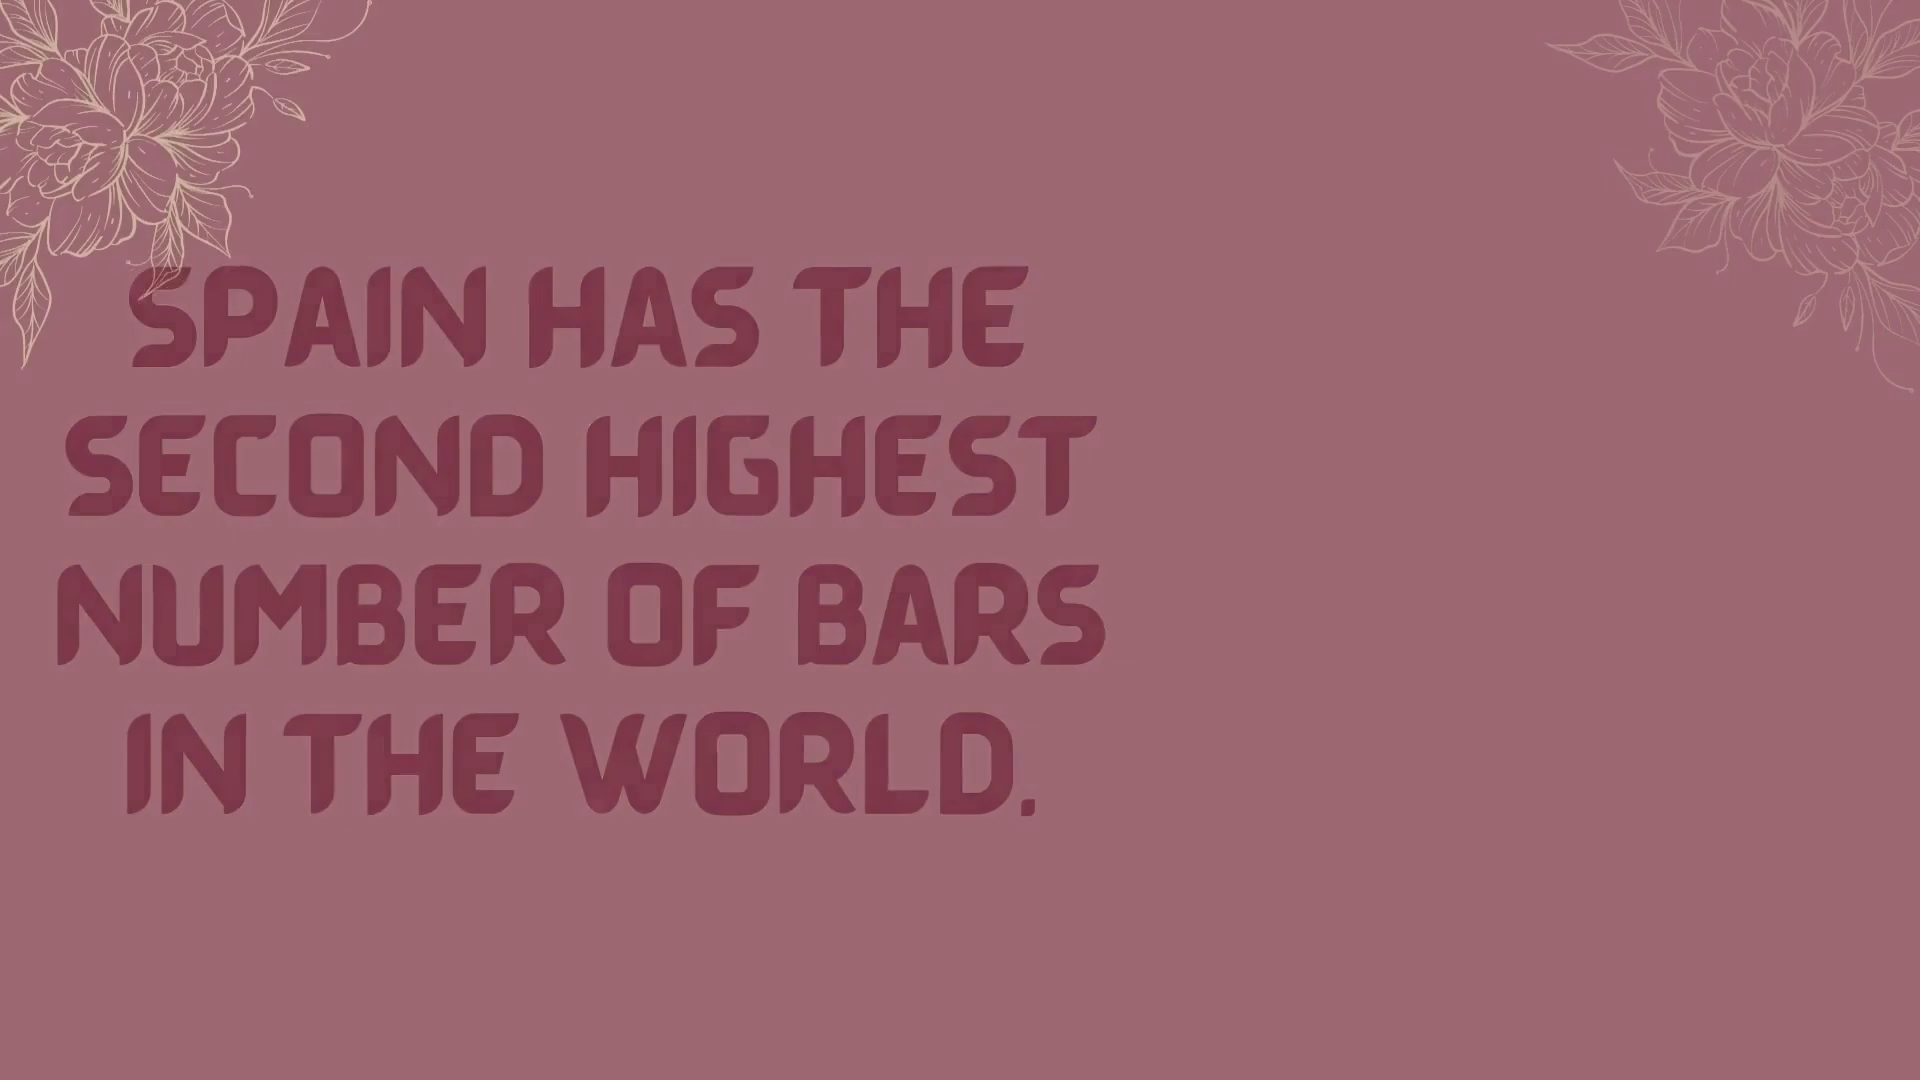 SPAIN HAS THE
SECOND HIGHEST
NUMBER OF BARS
IN THE WORLD.